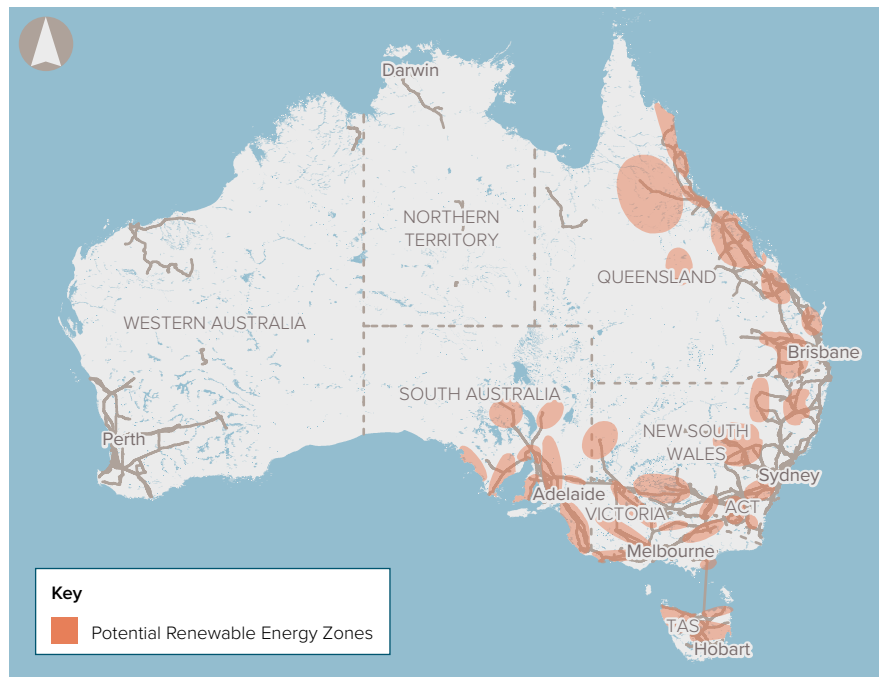 Darwin
NORTHERN
TERRITORY
QUEENSLAND
WESTERN AUSTRALIA
Brisbane
SOUTH AUSTRALIA
Perth
NEW SOUTH
WALES
Sydney
Adelaide
VICTORIA
ACT
Melbourne
TAS
Hobart
Key
Potential Renewable Energy Zones